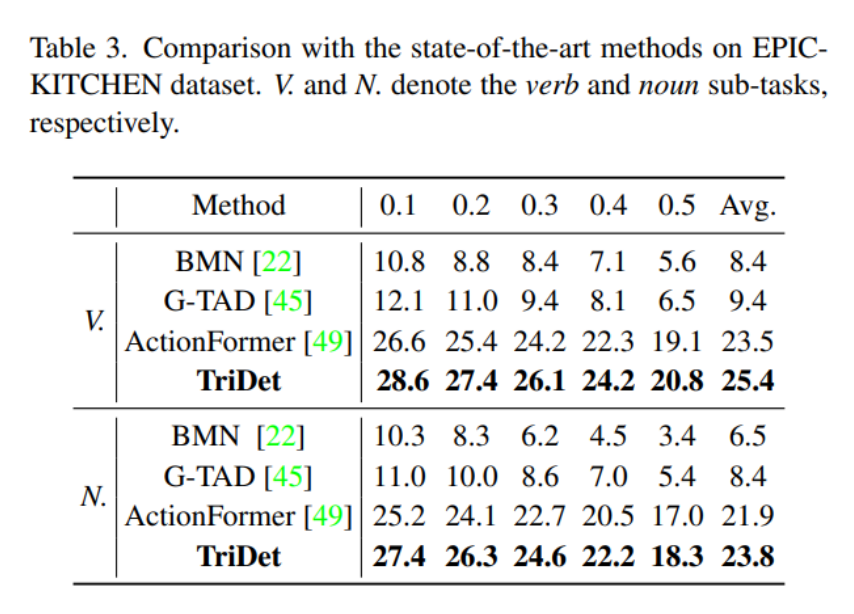 Table 3. Comparison with the state-of-the-art methods on EPIC-
KITCHEN dataset. V. and N. denote the verb and noun sub-tasks,
respectively.
Method 0.1 0.2 0.3 0.4 0.5 Avg.
V.
BMN [22] 10.8 8.8 8.4 7.1 5.6 8.4
G-TAD [45] 12.1 11.0 9.4 8.1 6.5 9.4
ActionFormer [49] 26.6 25.4 24.2 22.3 19.1 23.5
TriDet 28.6 27.4 26.1 24.2 20.8 25.4
N.
BMN [22] 10.3 8.3 6.2 4.5 3.4 6.5
G-TAD [45] 11.0 10.0 8.6 7.0 5.4 8.4
ActionFormer [49] 25.2 24.1 22.7 20.5 17.0 21.9
TriDet 27.4 26.3 24.6 22.2 18.3 23.8